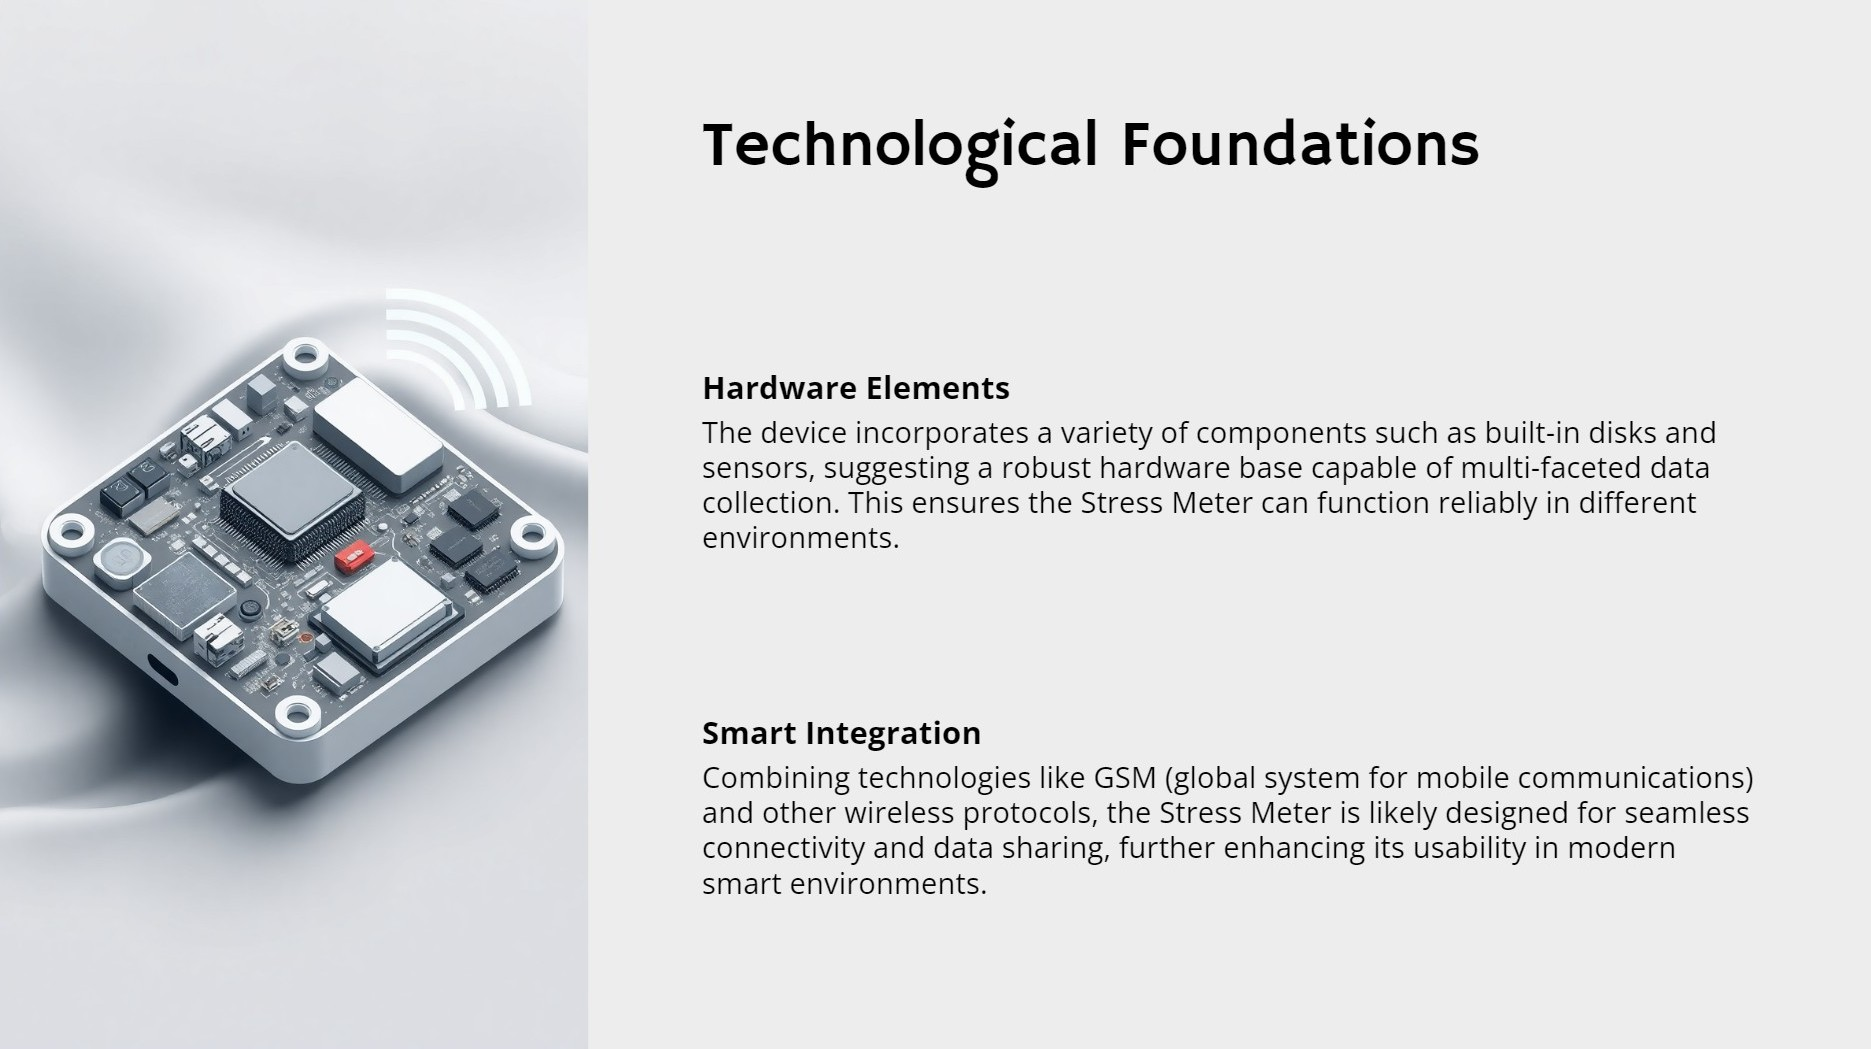 Technological Foundations
Hardware Elements
The device incorporates a variety of components such as built-in disks and
sensors, suggesting a robust hardware base capable of multi-faceted data
collection. This ensures the Stress Meter can function reliably in different
environments.
Smart Integration
Combining technologies like GSM (global system for mobile communications)
and other wireless protocols, the Stress Meter is likely designed for seamless
connectivity and data sharing, further enhancing its usability in modern
smart environments.